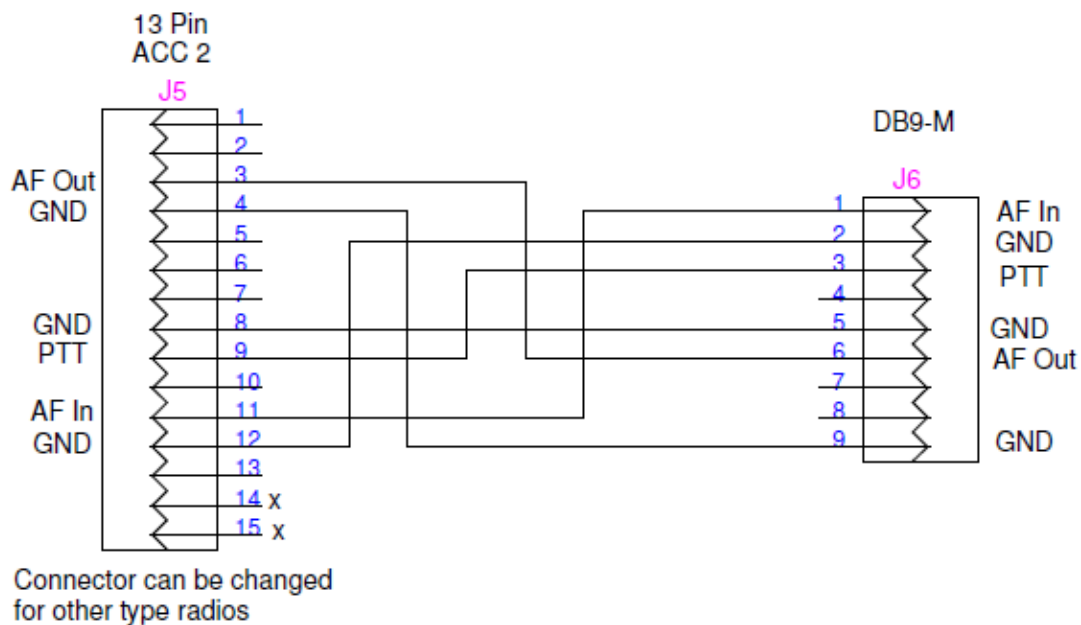 13 Pin
ACC 2
J5
1
2
AF Out 3
GND 4
5
6
7
GND 8
PTT 9
10
AF In 11
GND 12
13
14 x
15 x
Connector can be changed
for other type radios
DB9-M
J6
1 AF In
2 GND
3 PTT
4
5 GND
6 AF Out
7
8
9 GND